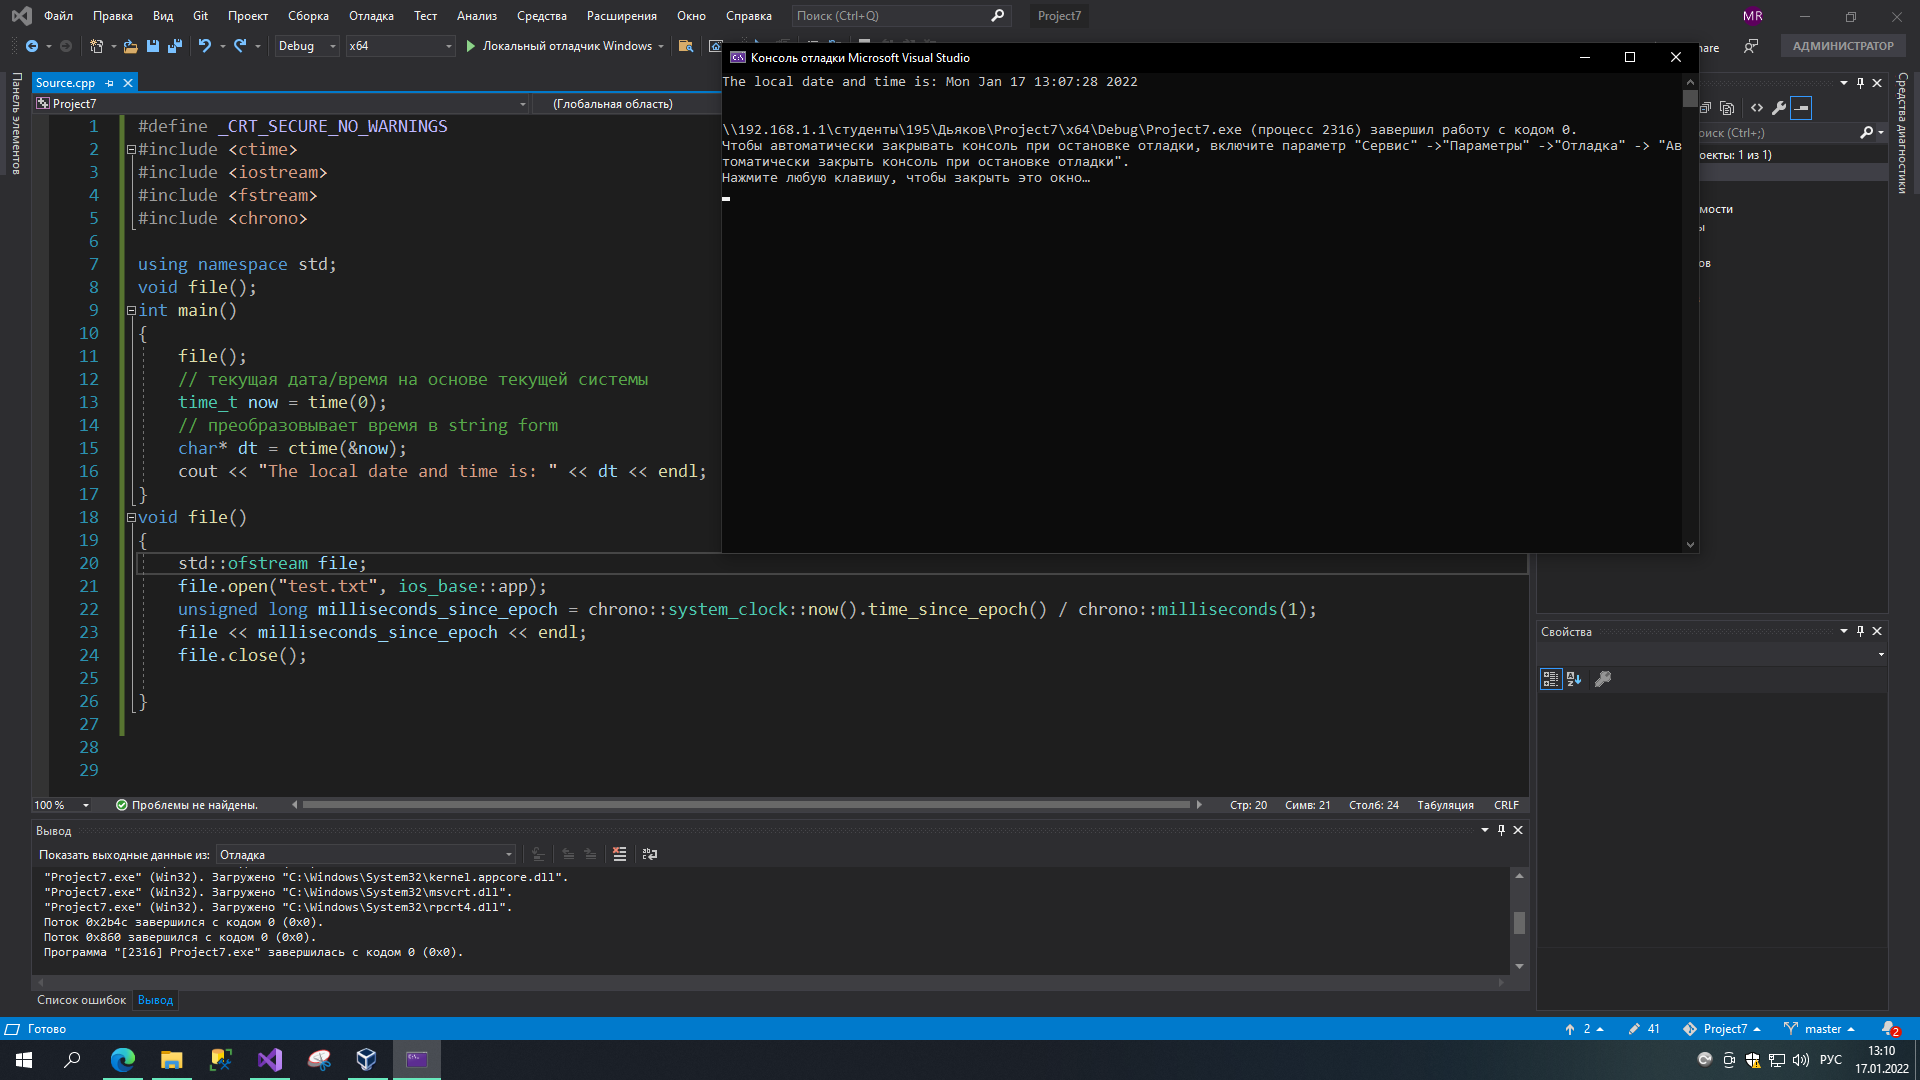 Файл Правка Вид Git Проект Сборка Отладка Тест Анализ Средства Расширения Окно Справка Поиск (Ctrl+Q) Project7 MR
Debug x64 Локальный отладчик Windows АДМИНИСТРАТОР
Панель элементов
Source.cpp
Project7 (Глобальная область)
1 #define _CRT_SECURE_NO_WARNINGS
2 #include <ctime>
3 #include <iostream>
4 #include <fstream>
5 #include <chrono>
6
7 using namespace std;
8 void file();
9 int main()
10 {
11 file();
12 // текущая дата/время на основе текущей системы
13 time_t now = time(0);
14 // преобразовывает время в string form
15 char* dt = ctime(&now);
16 cout << "The local date and time is: " << dt << endl;
17 }
18 void file()
19 {
20 std::ofstream file;
21 file.open("test.txt", ios_base::app);
22 unsigned long milliseconds_since_epoch = chrono::system_clock::now().time_since_epoch() / chrono::milliseconds(1);
23 file << milliseconds_since_epoch << endl;
24 file.close();
25
26 }
27
28
29
Консоль отладки Microsoft Visual Studio
The local date and time is: Mon Jan 17 13:07:28 2022
\\192.168.1.1\студенты\195\Дьяков\Project7\x64\Debug\Project7.exe (процесс 2316) завершил работу с кодом 0.
Чтобы автоматически закрывать консоль при остановке отладки, включите параметр "Сервис" ->"Параметры" ->"Отладка" -> "Ав
томатически закрыть консоль при остановке отладки".
Нажмите любую клавишу, чтобы закрыть это окно…
(Ctrl+;)
1 из 1)
Средства диагностики
100 % Проблемы не найдены. Стр: 20 Симв: 21 Столб: 24 Табуляция CRLF
Вывод
Показать выходные данные из: Отладка
"Project7.exe" (Win32). Загружено "C:\Windows\System32\kernel.appcore.dll".
"Project7.exe" (Win32). Загружено "C:\Windows\System32\msvcrt.dll".
"Project7.exe" (Win32). Загружено "C:\Windows\System32\rpcrt4.dll".
Поток 0x2b4c завершился с кодом 0 (0x0).
Поток 0x860 завершился с кодом 0 (0x0).
Программа "[2316] Project7.exe" завершилась с кодом 0 (0x0).
Список ошибок Вывод
Свойства
Готово 2 41 Project7 master 2
РУС 13:10
17.01.2022